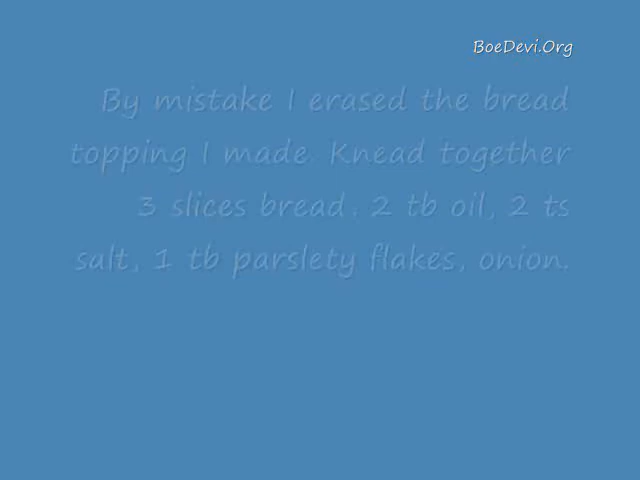 BoeDevi.Org
By mistake I erased the bread
topping I made. Knead together
3 slices bread. 2 tb oil, 2 ts
salt, 1 tb parslety flakes, onion.